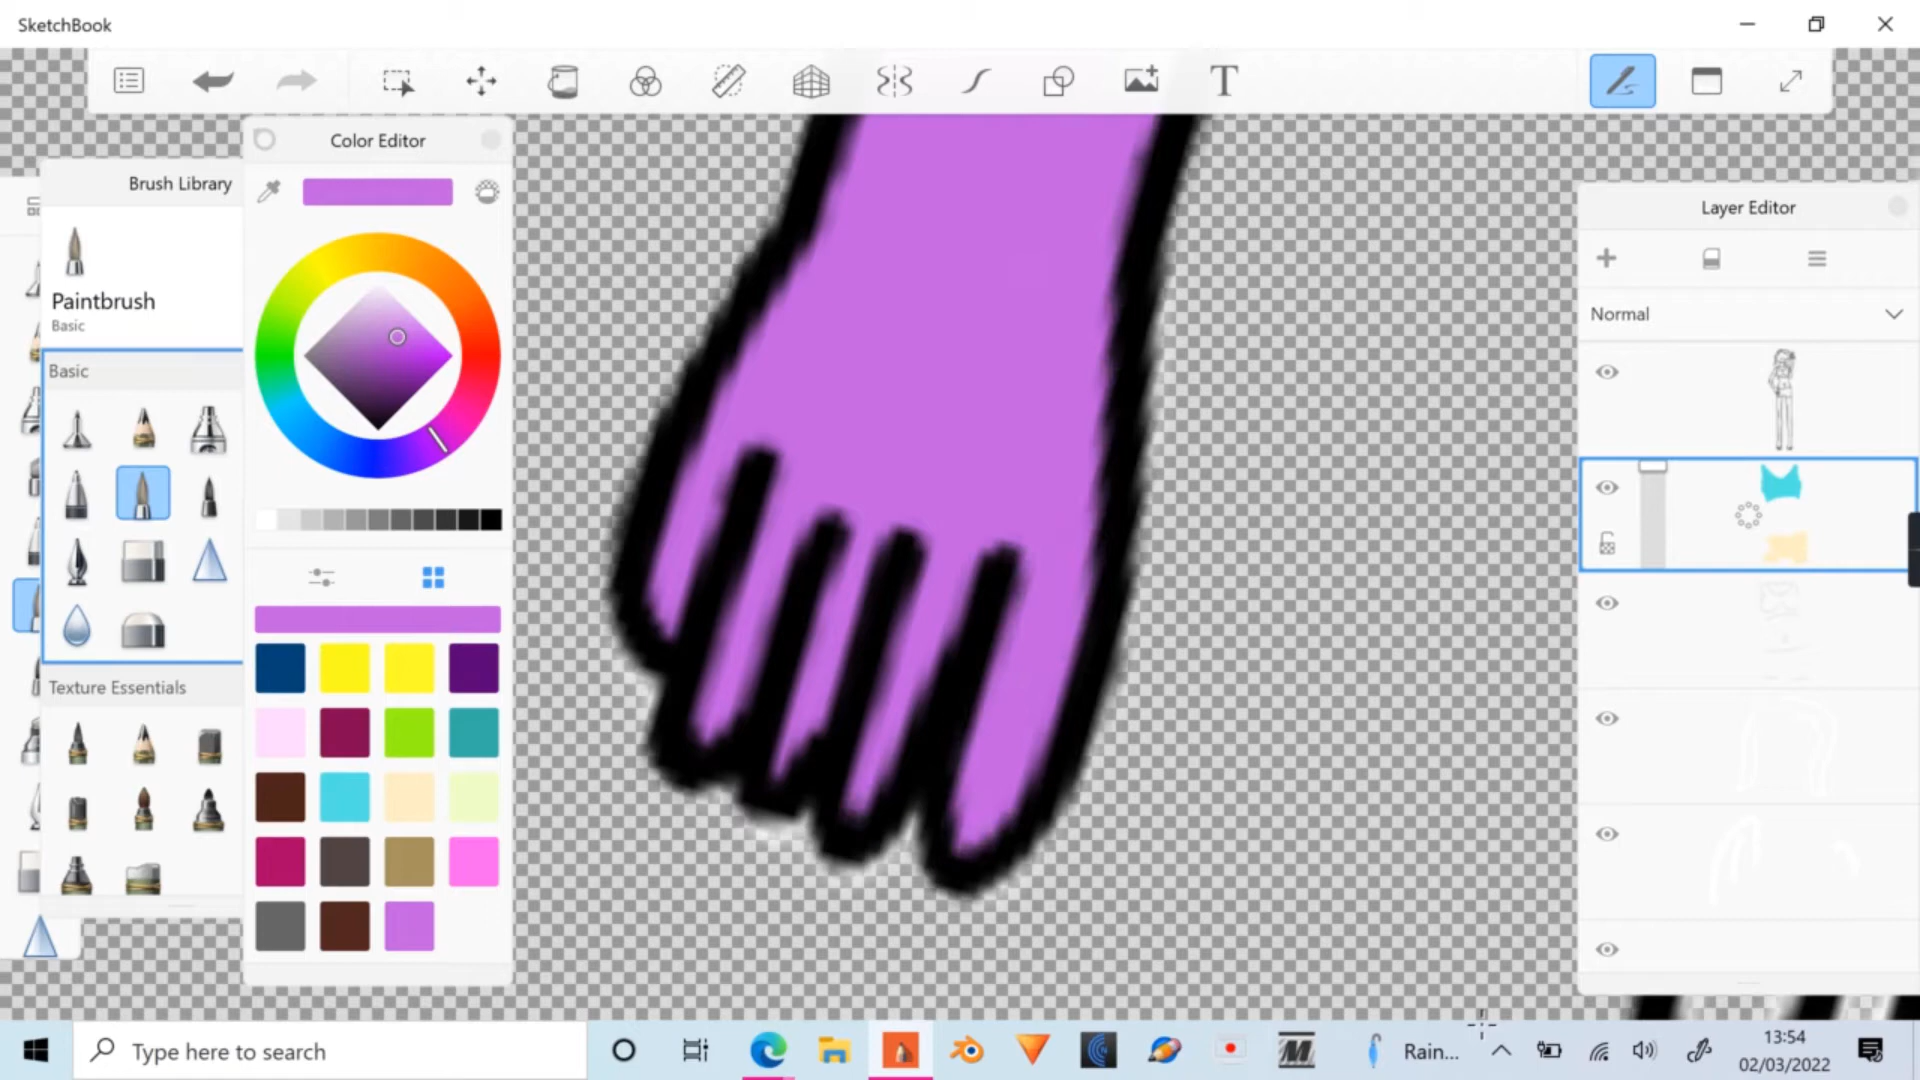 SketchBook
T
Color Editor
Brush Library
Layer Editor
Paintbrush
Basic
Normal
Basic
Texture Essentials
Type here to search
M
Rain...
13:54
02/03/2022